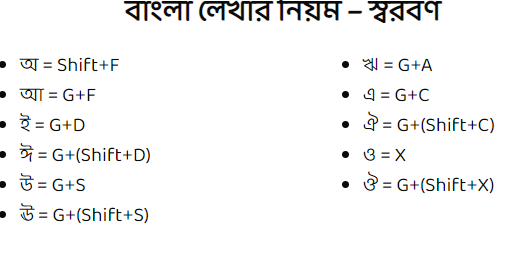 বাংলা লেখার নিয়ম – স্বরবর্ণ
অ = Shift+F
আ = G+F
ই = G+D
ঈ = G+(Shift+D)
উ = G+S
ঊ = G+(Shift+S)
ঋ = G+A
এ = G+C
ঐ = G+(Shift+C)
ও = X
ঔ = G+(Shift+X)